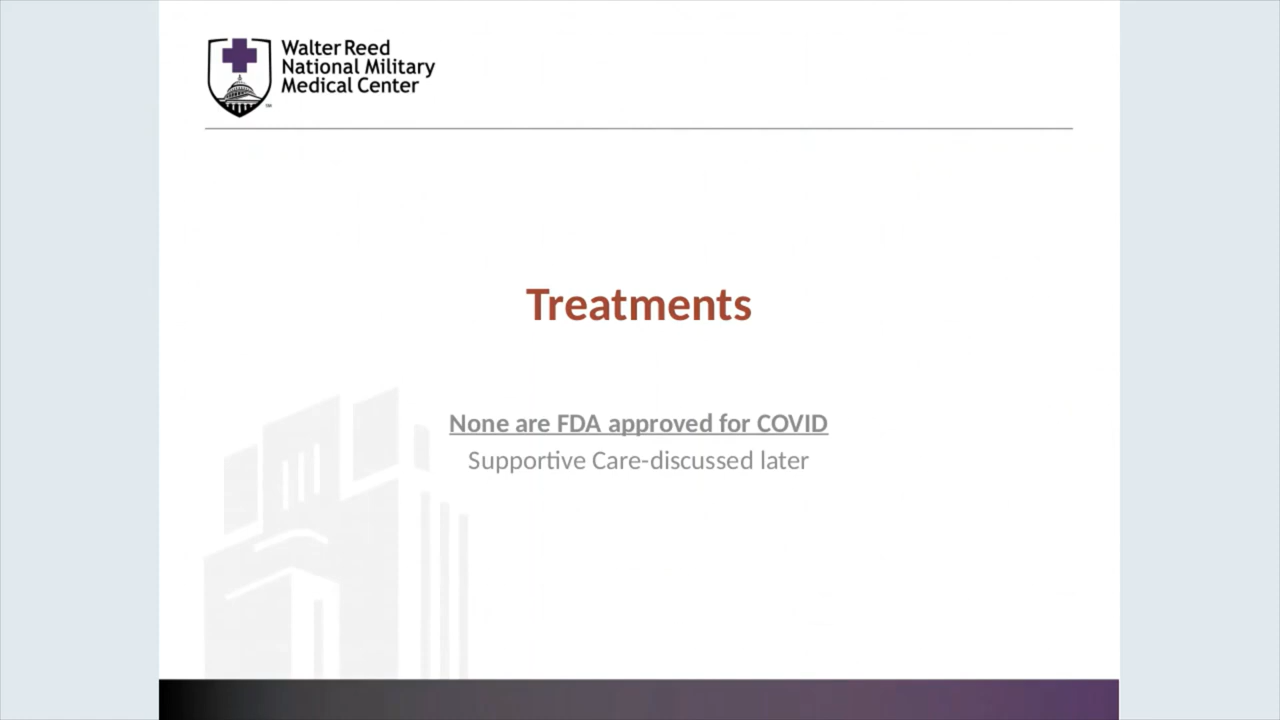 Walter Reed
National Military
Medical Center
Treatments
None are FDA approved for COVID
Supportive Care-discussed later